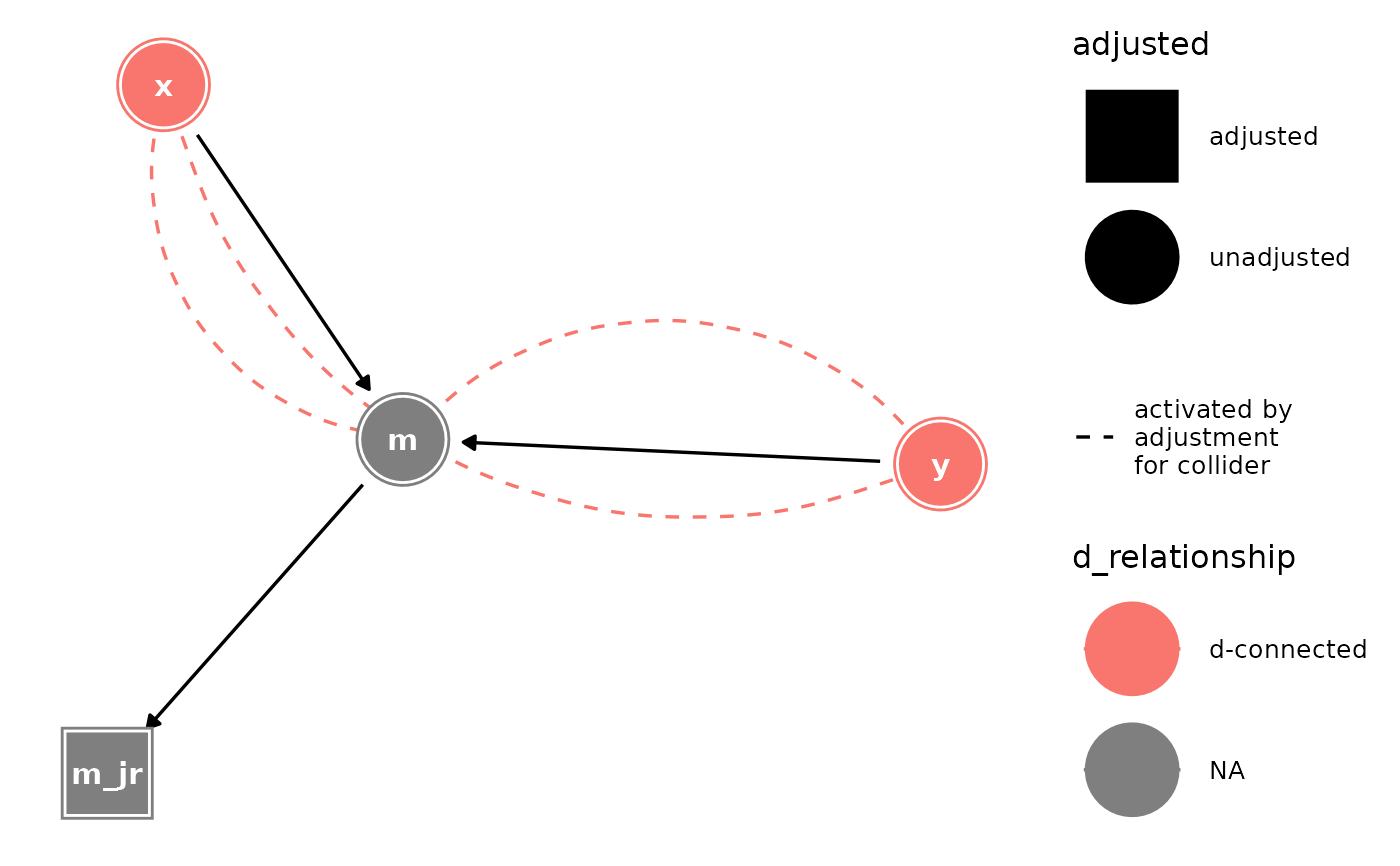 x
m
y
m_jr
adjusted
adjusted
unadjusted
activated by
adjustment
for collider
d_relationship
d-connected
NA